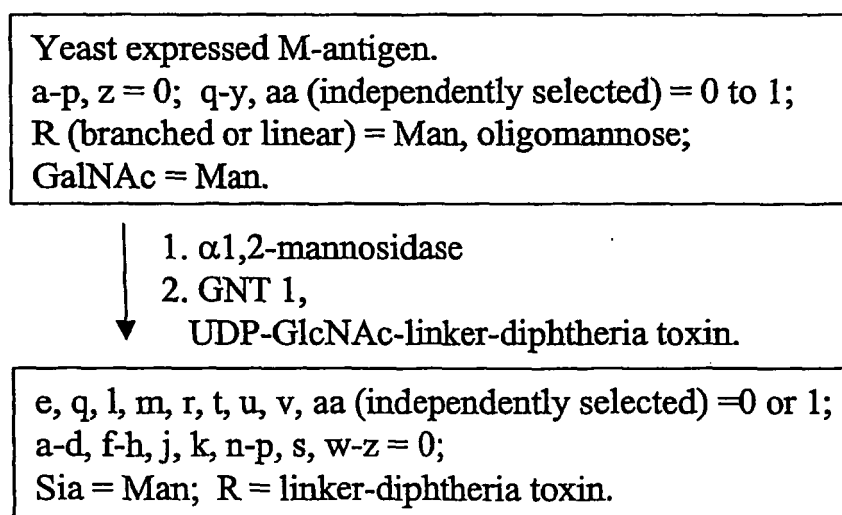 Yeast expressed M-antigen.
a-p, z = 0; q-y, aa (independently selected) = 0 to 1;
R (branched or linear) = Man, oligomannose;
GalNAc = Man.
1. α1,2-mannosidase
2. GNT 1,
UDP-GlcNAc-linker-diphtheria toxin.
e, q, l, m, r, t, u, v, aa (independently selected) =0 or 1;
a-d, f-h, j, k, n-p, s, w-z = 0;
Sia = Man; R = linker-diphtheria toxin.